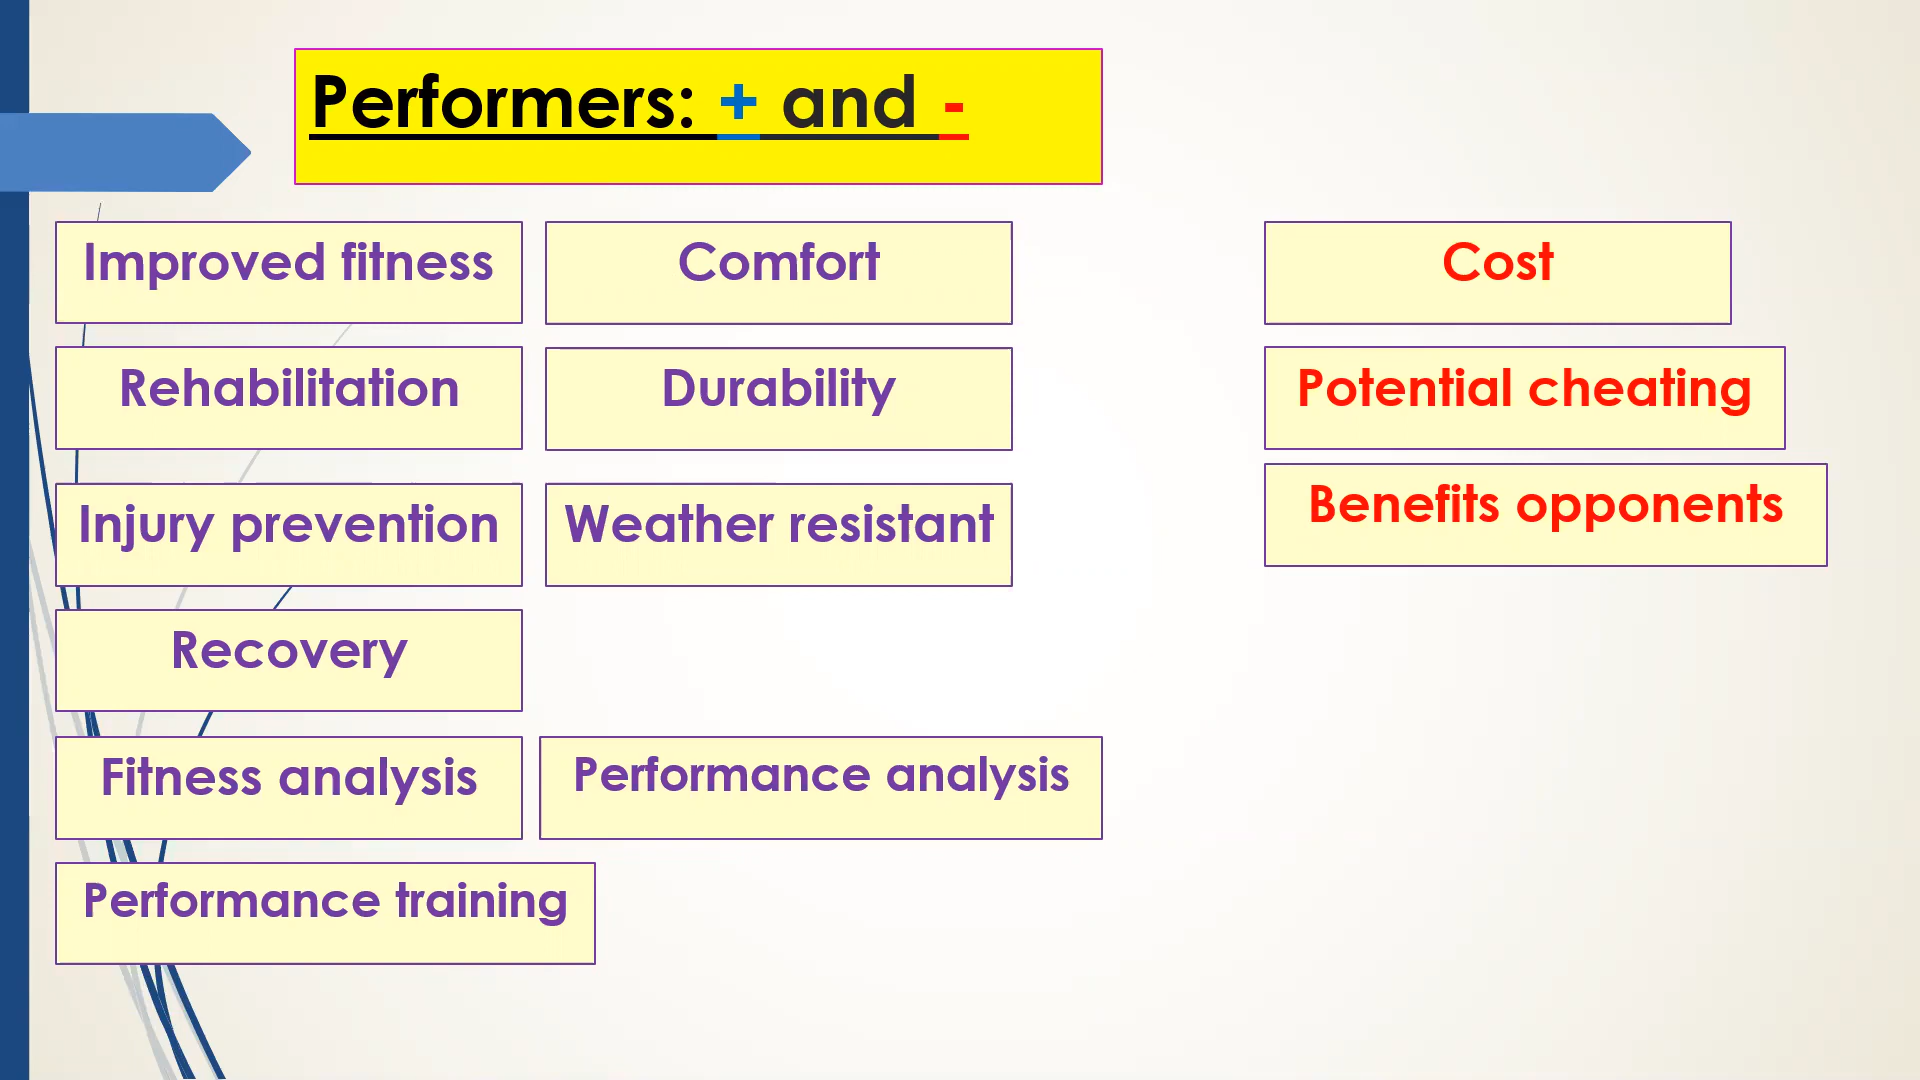 Performers: + and -
Improved fitness
Comfort
Cost
Rehabilitation
Durability
Potential cheating
Injury prevention
Weather resistant
Benefits opponents
Recovery
Fitness analysis
Performance analysis
Performance training